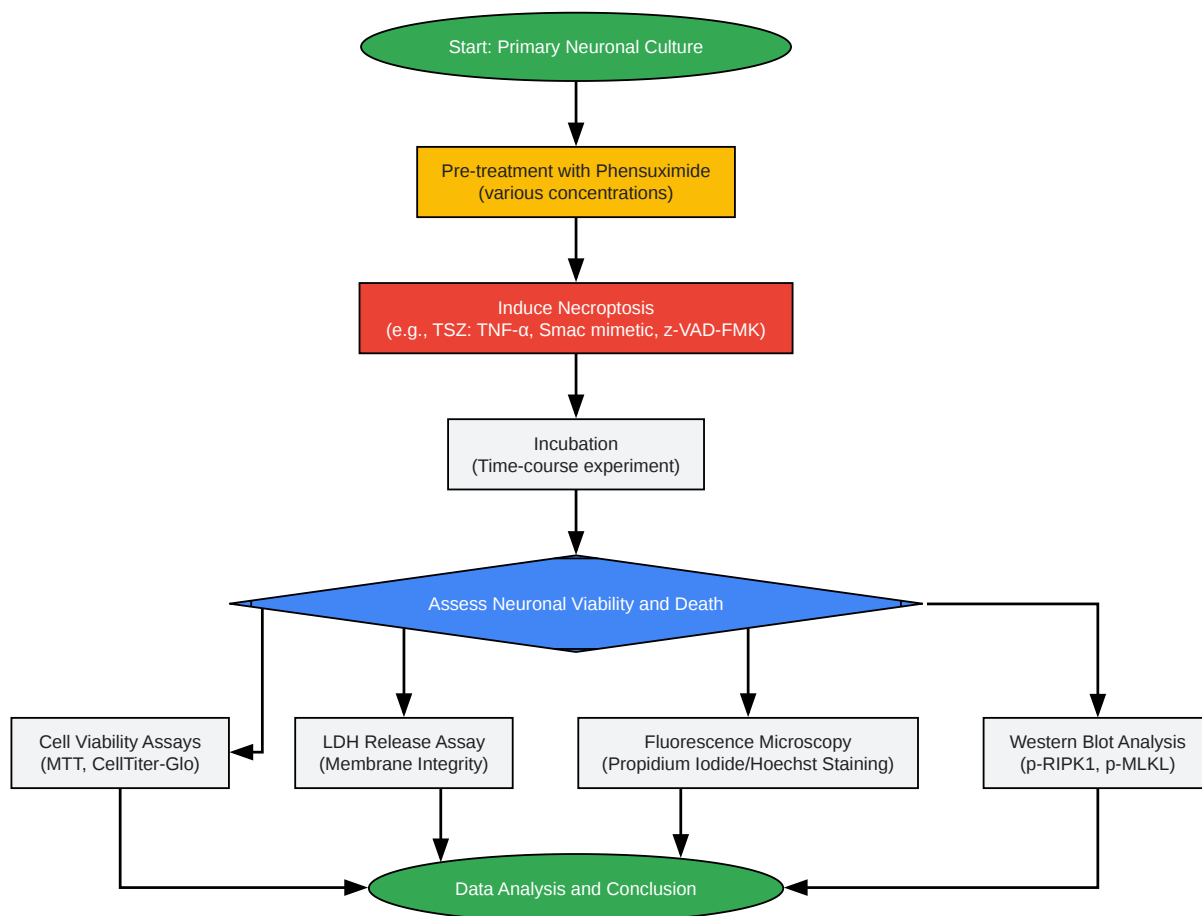 Start: Primary Neuronal Culture
Pre-treatment with Phensuximide
(various concentrations)
Induce Necroptosis
(e.g., TSZ: TNF-α, Smac mimetic, z-VAD-FMK)
Incubation
(Time-course experiment)
Assess Neuronal Viability and Death
Cell Viability Assays
(MTT, CellTiter-Glo)
LDH Release Assay
(Membrane Integrity)
Fluorescence Microscopy
(Propidium Iodide/Hoechst Staining)
Western Blot Analysis
(p-RIPK1, p-MLKL)
Data Analysis and Conclusion